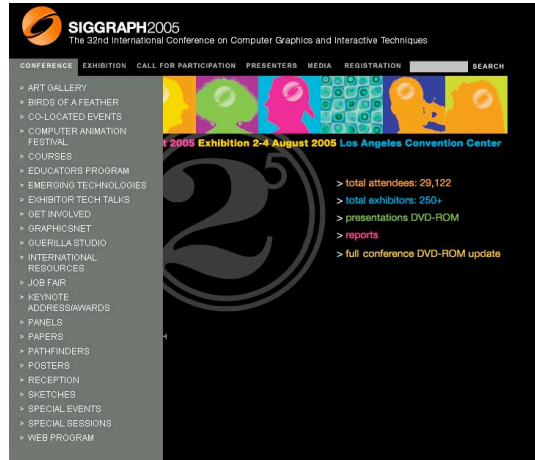 SIGGRAPH2005
The 32nd International Conference on Computer Graphics and Interactive Techniques
CONFERENCE EXHIBITION CALL FOR PARTICIPATION PRESENTERS MEDIA REGISTRATION SEARCH
> ART GALLERY
> BIRDS OF A FEATHER
> CO-LOCATED EVENTS
> COMPUTER ANIMATION
FESTIVAL
> COURSES
> EDUCATORS PROGRAM
> EMERGING TECHNOLOGIES
> EXHIBITOR TECH TALKS
> GET INVOLVED
> GRAPHICSNET
> GUERILLA STUDIO
> INTERNATIONAL
RESOURCES
> JOB FAIR
> KEYNOTE
ADDRESS/AWARDS
> PANELS
> PAPERS
> PATHFINDERS
> POSTERS
> RECEPTION
> SKETCHES
> SPECIAL EVENTS
> SPECIAL SESSIONS
> WEB PROGRAM
t 2005 Exhibition 2-4 August 2005 Los Angeles Convention Center
25
> total attendees: 29,122
> total exhibitors: 250+
> presentations DVD-ROM
> reports
> full conference DVD-ROM update
H